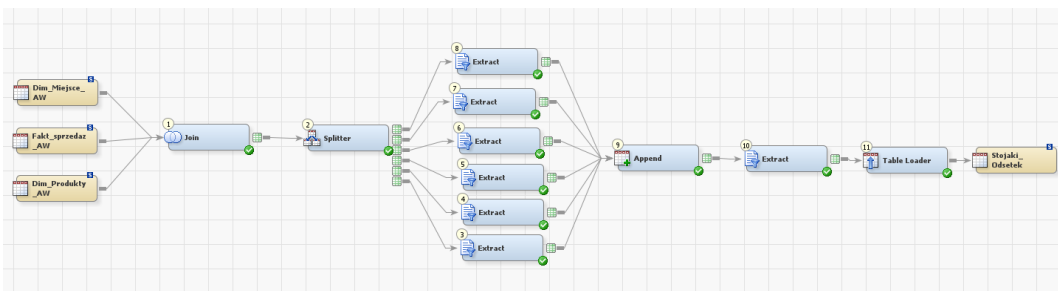 8
Extract
S
Dim_Miejsce_
AW
7
Extract
S
Fakt_sprzedaz
_AW
1
Join
2
Splitter
6
Extract
9
Append
10
Extract
11
Table Loader
S
Stojaki_
Odsetek
5
Extract
S
Dim_Produkty
_AW
4
Extract
3
Extract